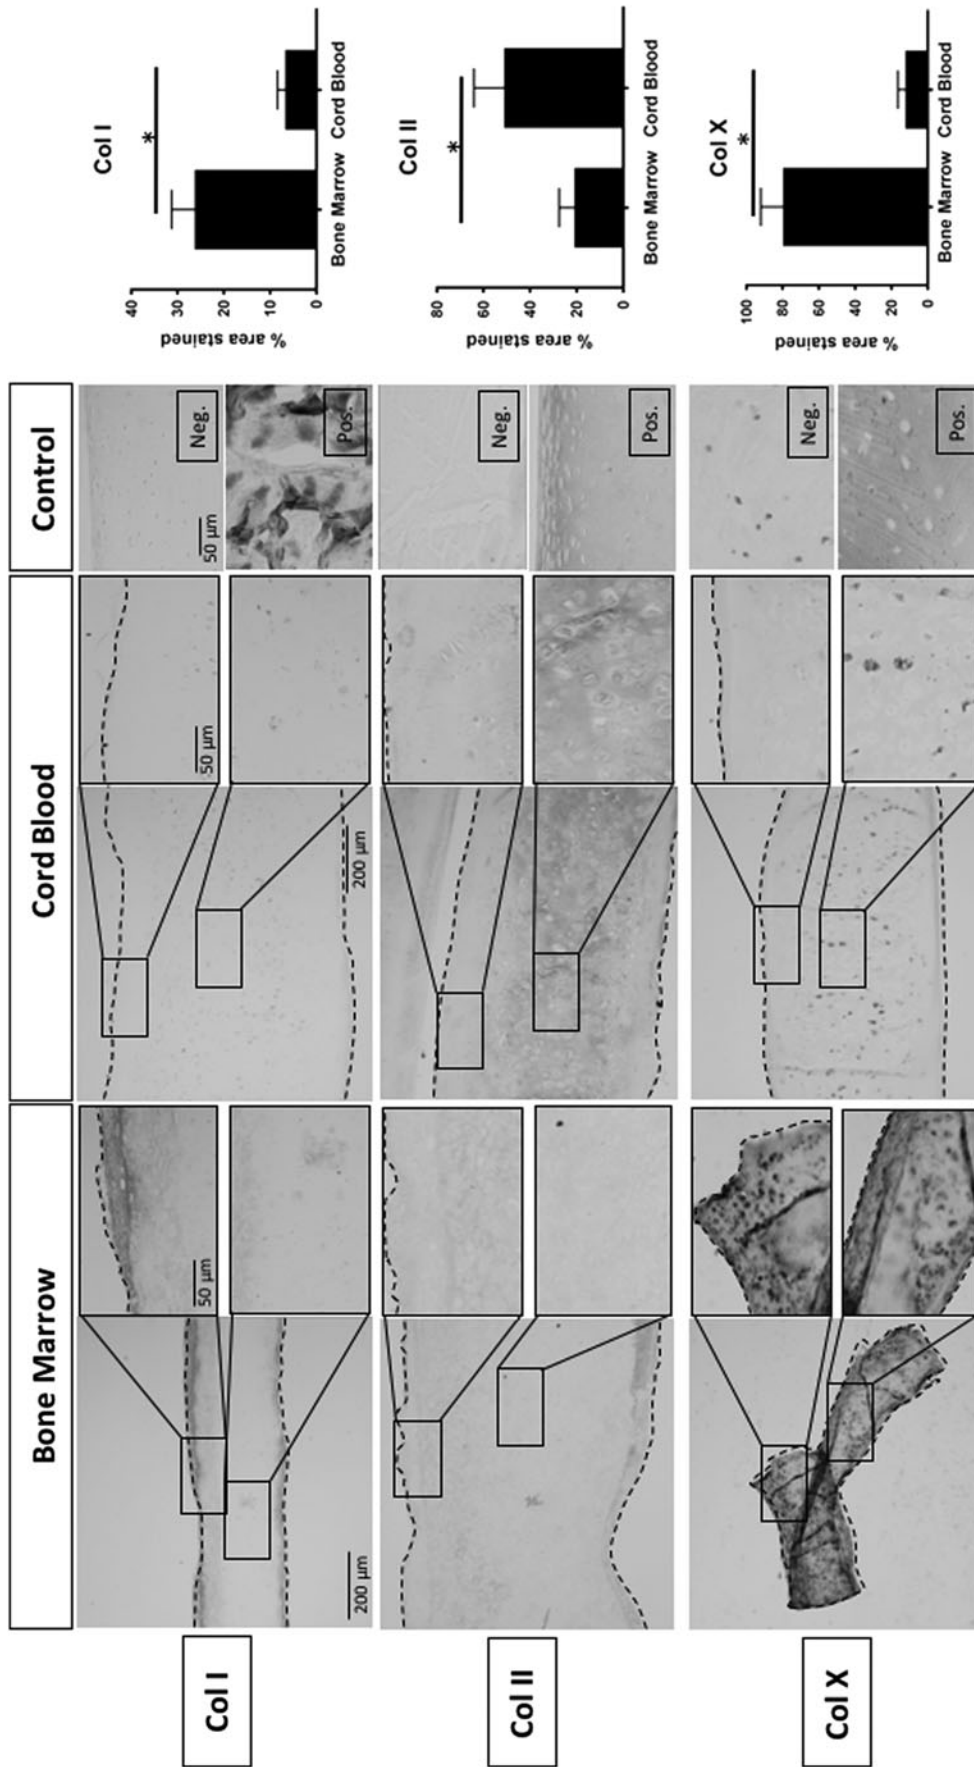 Bone Marrow
Cord Blood
Control
Col I
200 µm
50 µm
200 µm
50 µm
50 µm
Neg.
Pos.
Col I
% area stained
40
30
20
10
0
*
Bone Marrow Cord Blood
Col II
Neg.
Pos.
Col II
% area stained
80
60
40
20
0
*
Bone Marrow Cord Blood
Col X
Neg.
Pos.
Col X
% area stained
100
80
60
40
20
0
*
Bone Marrow Cord Blood